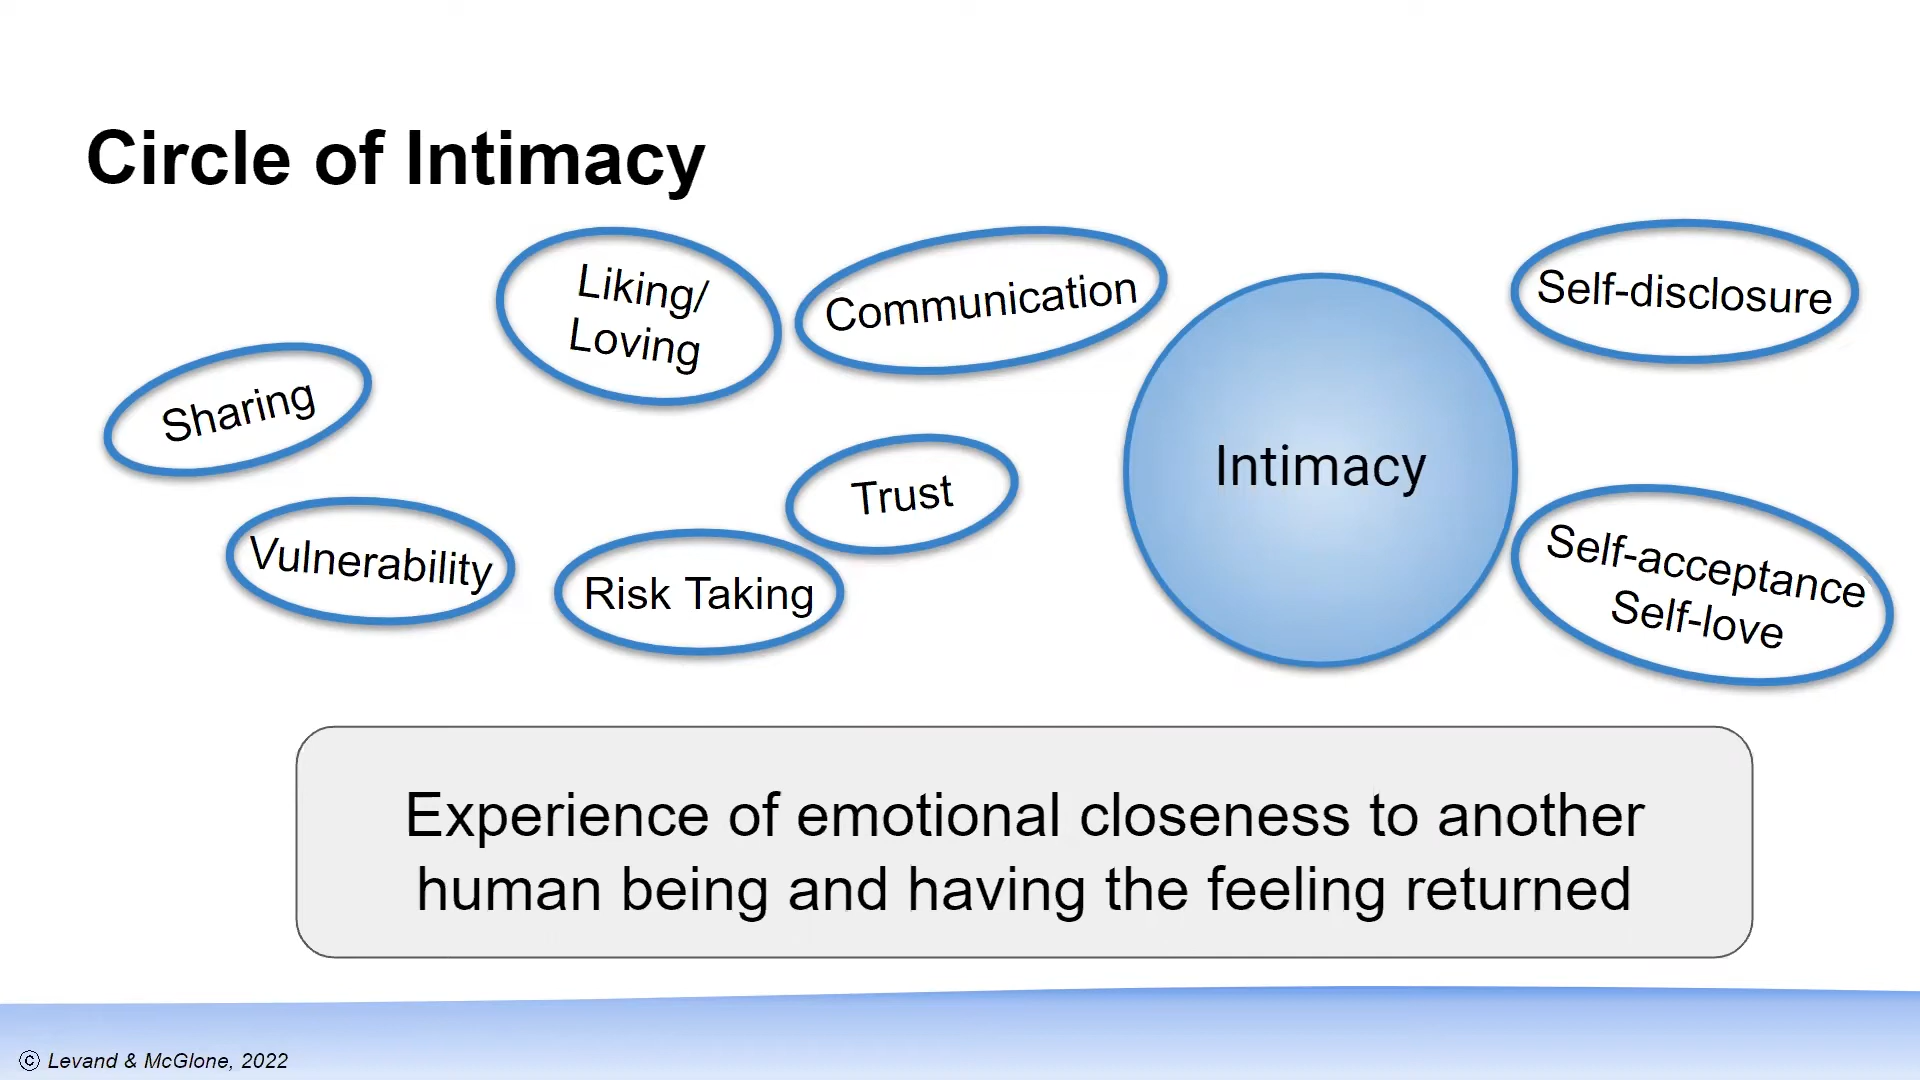 Circle of Intimacy
Liking/
Loving
Communication
Self-disclosure
Sharing
Trust
Intimacy
Vulnerability
Risk Taking
Self-acceptance
Self-love
Experience of emotional closeness to another
human being and having the feeling returned
© Levand & McGlone, 2022